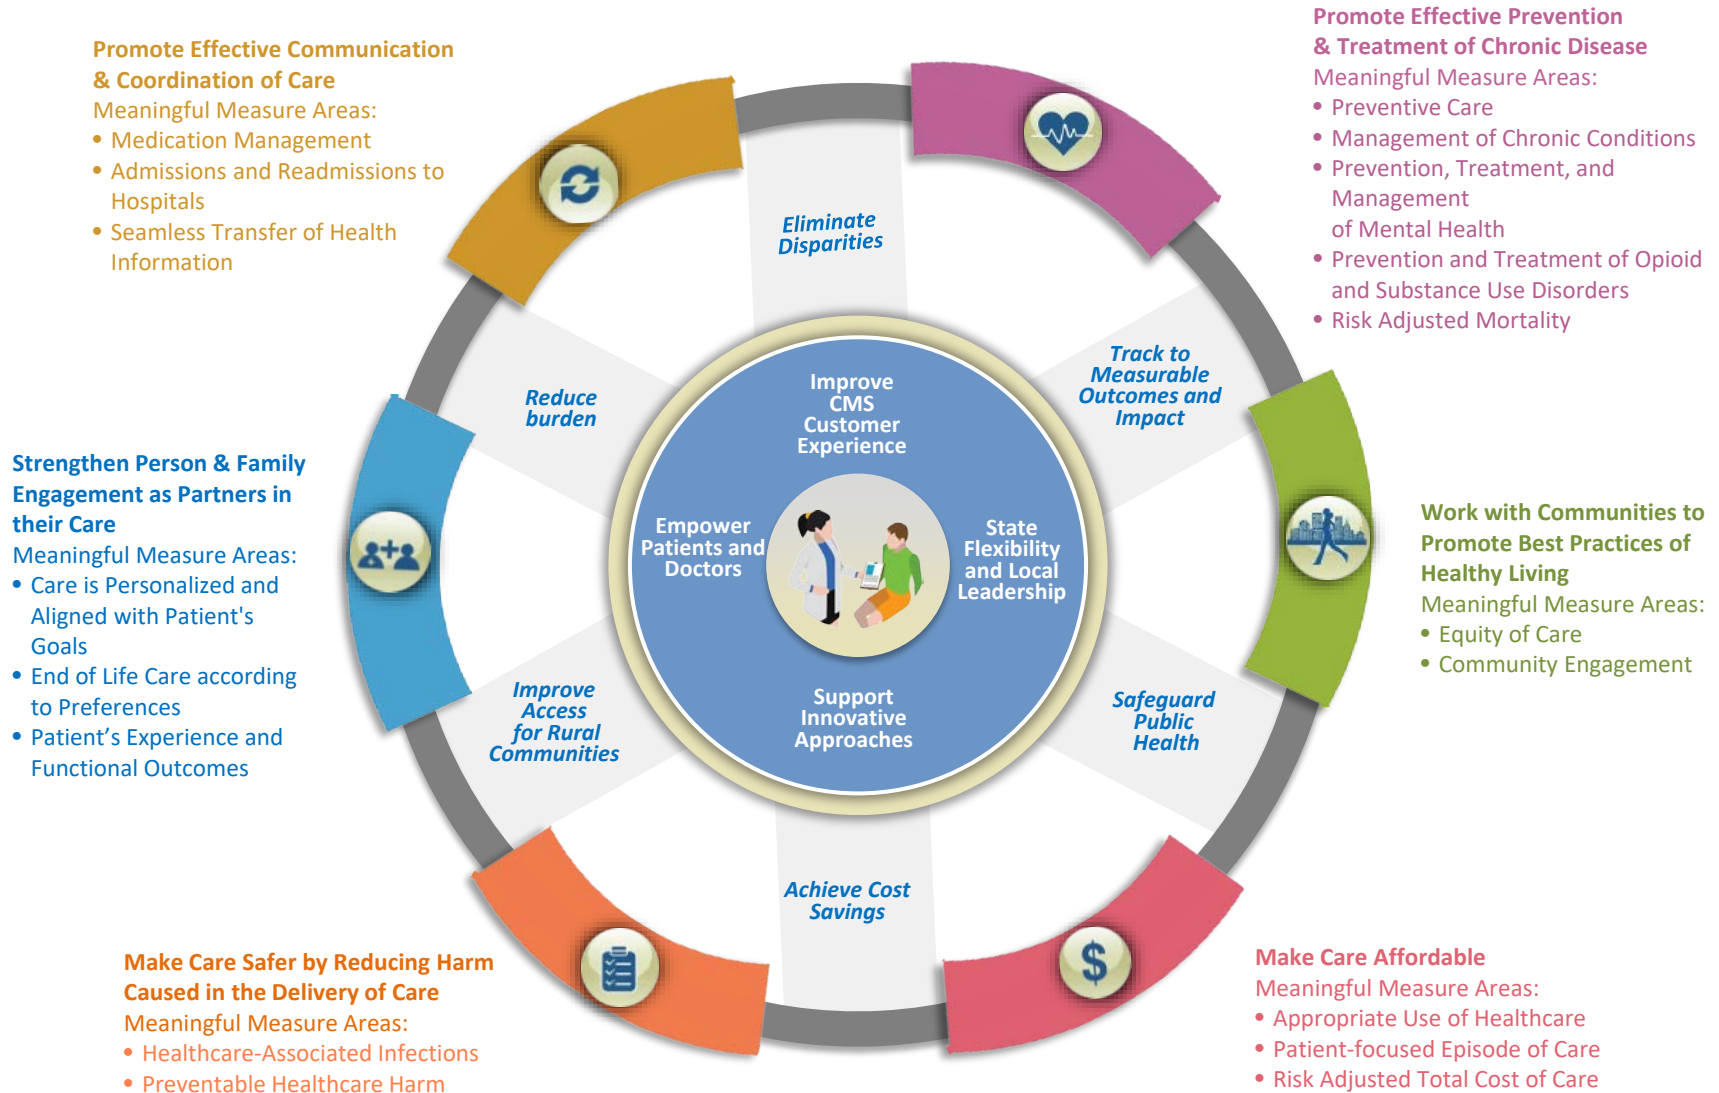 Promote Effective Communication
& Coordination of Care
Meaningful Measure Areas:
• Medication Management
• Admissions and Readmissions to
Hospitals
• Seamless Transfer of Health
Information
Promote Effective Prevention
& Treatment of Chronic Disease
Meaningful Measure Areas:
• Preventive Care
• Management of Chronic Conditions
• Prevention, Treatment, and
Management
of Mental Health
• Prevention and Treatment of Opioid
and Substance Use Disorders
• Risk Adjusted Mortality
Eliminate
Disparities
Reduce
burden
Track to
Measurable
Outcomes and
Impact
Improve
CMS
Customer
Experience
Empower
Patients and
Doctors
State
Flexibility
and Local
Leadership
Support
Innovative
Approaches
Strengthen Person & Family
Engagement as Partners in
their Care
Meaningful Measure Areas:
• Care is Personalized and
Aligned with Patient's
Goals
• End of Life Care according
to Preferences
• Patient’s Experience and
Functional Outcomes
Work with Communities to
Promote Best Practices of
Healthy Living
Meaningful Measure Areas:
• Equity of Care
• Community Engagement
Improve
Access
for Rural
Communities
Safeguard
Public
Health
Achieve Cost
Savings
$
Make Care Safer by Reducing Harm
Caused in the Delivery of Care
Meaningful Measure Areas:
• Healthcare-Associated Infections
• Preventable Healthcare Harm
Make Care Affordable
Meaningful Measure Areas:
• Appropriate Use of Healthcare
• Patient-focused Episode of Care
• Risk Adjusted Total Cost of Care